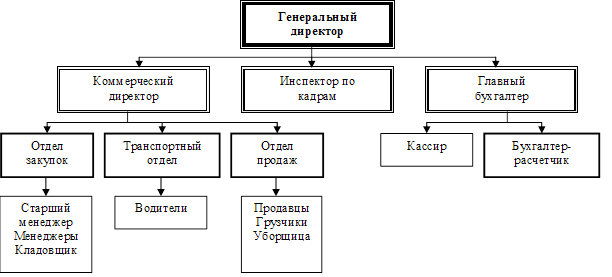 Генеральный
директор
Коммерческий
директор
Инспектор по
кадрам
Главный
бухгалтер
Отдел
закупок
Транспортный
отдел
Отдел
продаж
Кассир
Бухгалтер-
расчетчик
Старший
менеджер
Менеджеры
Кладовщик
Водители
Продавцы
Грузчики
Уборщица